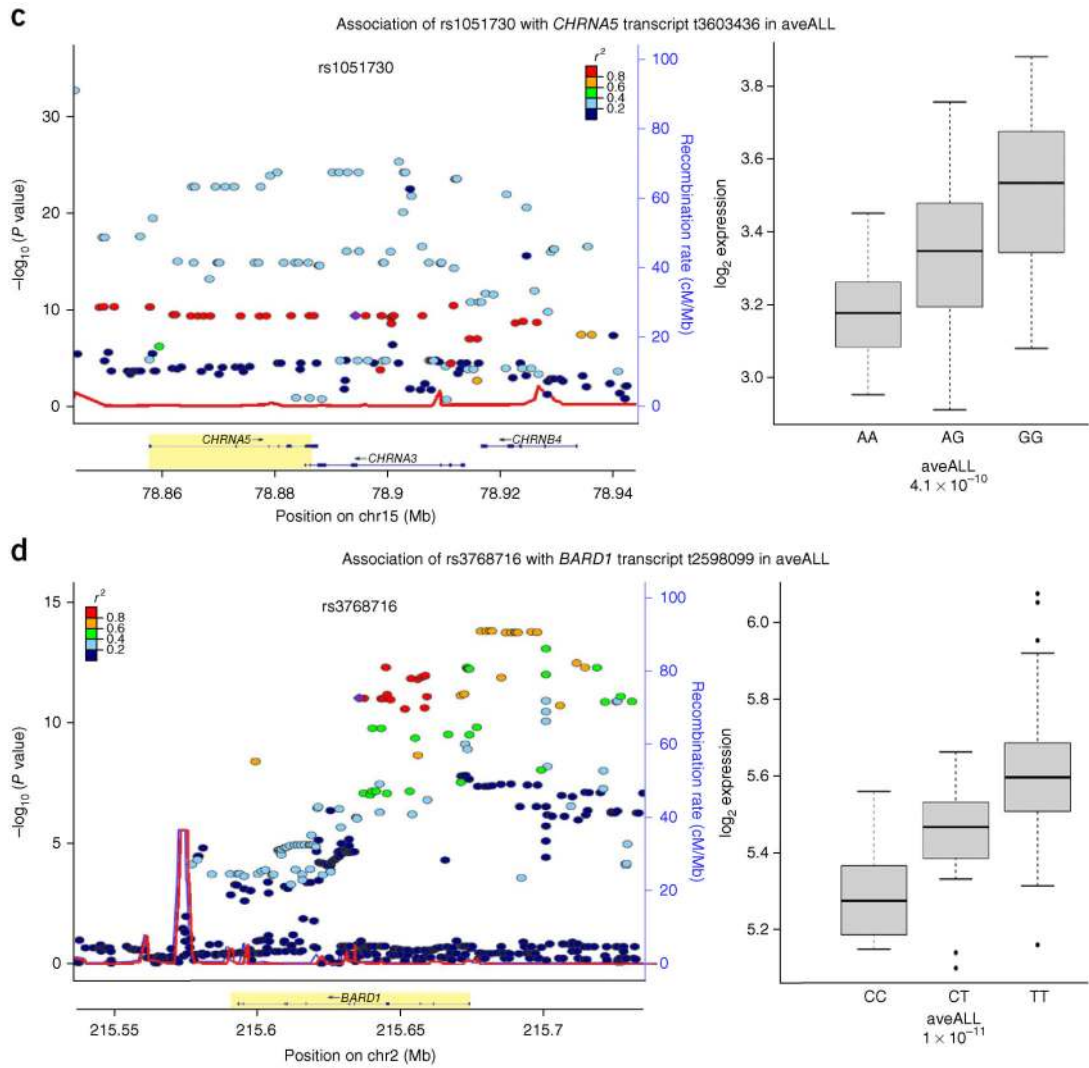 c
Association of rs1051730 with CHRNA5 transcript t3603436 in aveALL
rs1051730
r²
0.8
0.6
0.4
0.2
–log₁₀ (P value)
30
20
10
0
Recombination rate (cM/Mb)
100
80
60
40
20
0
CHRNA5
CHRNB4
CHRNA3
78.86 78.88 78.9 78.92 78.94
Position on chr15 (Mb)
log₂ expression
3.8
3.6
3.4
3.2
3.0
AA AG GG
aveALL
4.1 × 10⁻¹⁰
d
Association of rs3768716 with BARD1 transcript t2598099 in aveALL
rs3768716
r²
0.8
0.6
0.4
0.2
–log₁₀ (P value)
15
10
5
0
Recombination rate (cM/Mb)
100
80
60
40
20
0
BARD1
215.55 215.6 215.65 215.7
Position on chr2 (Mb)
log₂ expression
6.0
5.8
5.6
5.4
5.2
CC CT TT
aveALL
1 × 10⁻¹¹